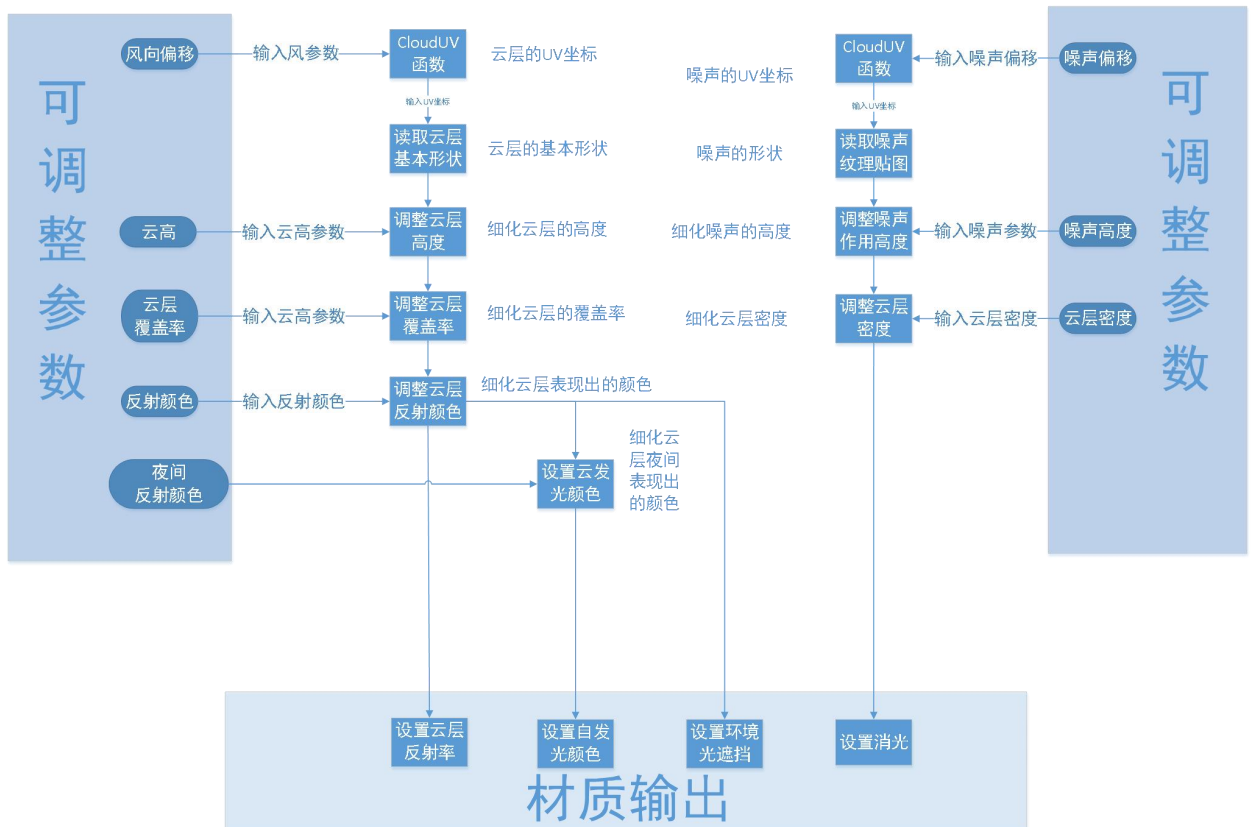 可
调
整
参
数
风向偏移
输入风参数
CloudUV
函数
云层的UV坐标
输入UV坐标
读取云层
基本形状
云层的基本形状
云高
输入云高参数
调整云层
高度
细化云层的高度
云层
覆盖率
输入云高参数
调整云层
覆盖率
细化云层的覆盖率
反射颜色
输入反射颜色
调整云层
反射颜色
细化云层表现出的颜色
夜间
反射颜色
设置云发
光颜色
细化云
层夜间
表现出
的颜色
噪声的UV坐标
CloudUV
函数
输入噪声偏移
噪声偏移
输入UV坐标
噪声的形状
读取噪声
纹理贴图
细化噪声的高度
调整噪声
作用高度
输入噪声参数
噪声高度
细化云层密度
调整云层
密度
输入云层密度
云层密度
可
调
整
参
数
设置云层
反射率
设置自发
光颜色
设置环境
光遮挡
设置消光
材质输出